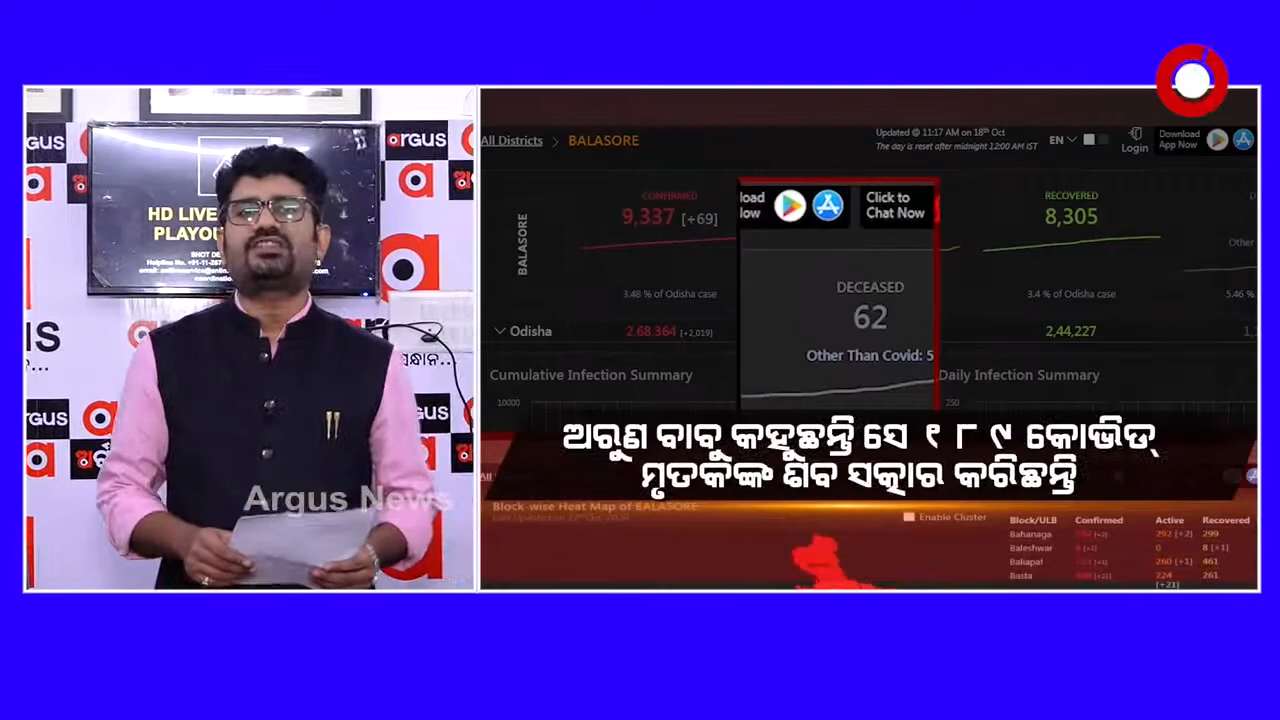 argus
HD LIVE
PLAYOU
Argus News
All Districts
BALASORE
Updated @ 11:17 AM on 18th Oct
The day is reset after midnight 12:00 AM IST
EN
Login
Download
App Now
BALASORE
CONFIRMED
9,337 [+69]
3.48 % of Odisha case
load
Now
Click to
Chat Now
DECEASED
62
Other Than Covid: 5
RECOVERED
8,305
3.4 % of Odisha case
Other
5.46 %
Odisha
2,68,364 [+2,019]
2,44,227
Cumulative Infection Summary
Daily Infection Summary
10000
250
ଅରୁଣ ବାବୁ କହୁଛନ୍ତି ସେ ୧୮୯ କୋଭିଡ୍
ମୃତକଙ୍କ ଶବ ସତ୍କାର କରିଛନ୍ତି
Block-wise Heat Map of BALASORE
Enable Cluster
Block/ULB Confirmed Active Recovered
Bahanaga 292 [+2] 299
Baleshwar 0 8 [+1]
Baliapal 260 [+1] 461
Basta 224 [+21] 261